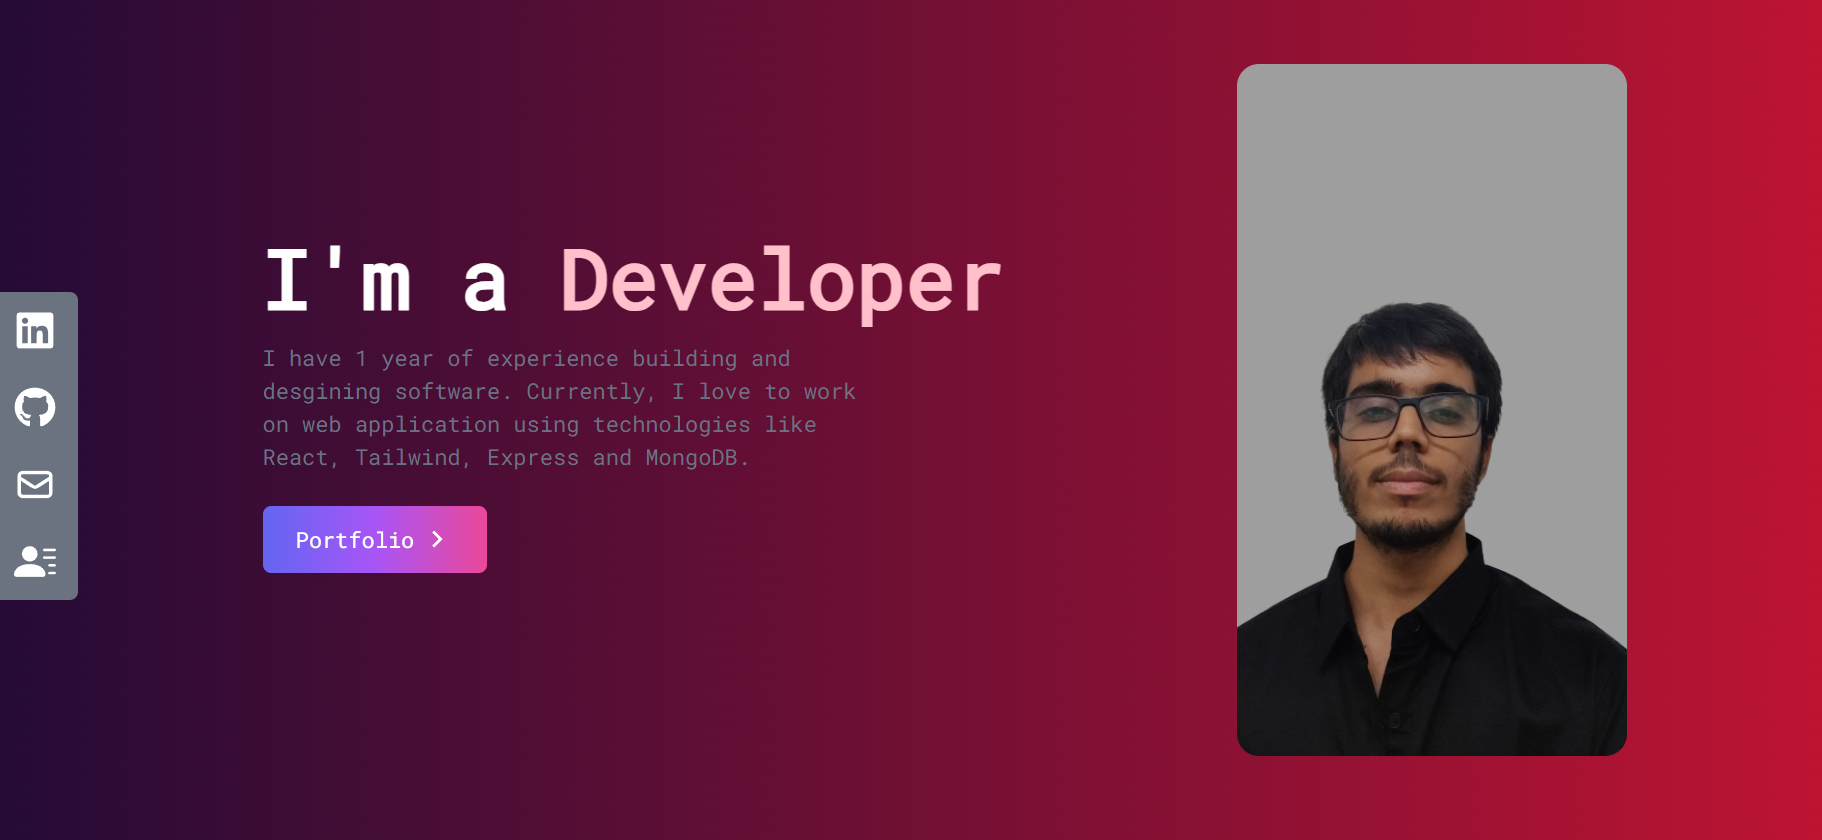 I'm a Developer
I have 1 year of experience building and
desgining software. Currently, I love to work
on web application using technologies like
React, Tailwind, Express and MongoDB.
Portfolio
in